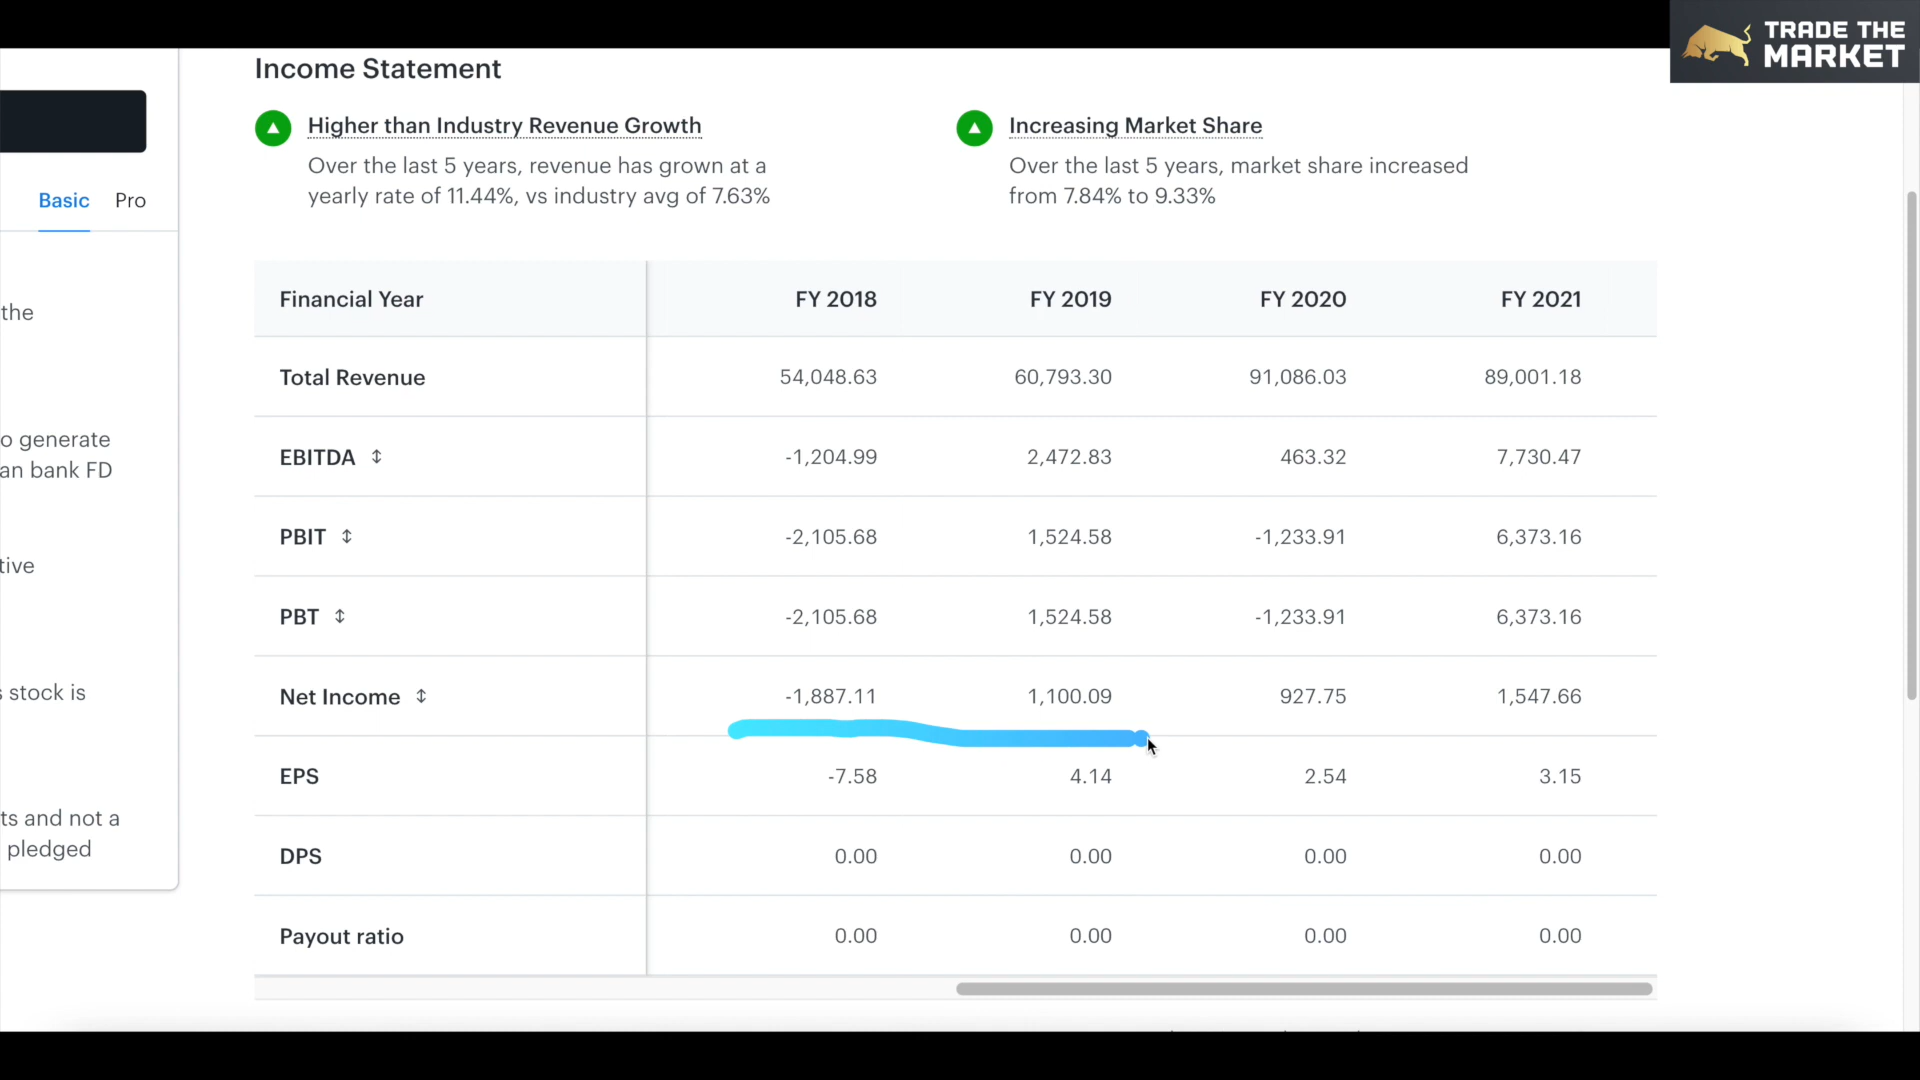 TRADE THE
MARKET
Income Statement
Higher than Industry Revenue Growth
Over the last 5 years, revenue has grown at a
yearly rate of 11.44%, vs industry avg of 7.63%
Increasing Market Share
Over the last 5 years, market share increased
from 7.84% to 9.33%
Basic Pro
the
o generate
an bank FD
tive
s stock is
ts and not a
pledged
Financial Year FY 2018 FY 2019 FY 2020 FY 2021
Total Revenue 54,048.63 60,793.30 91,086.03 89,001.18
EBITDA -1,204.99 2,472.83 463.32 7,730.47
PBIT -2,105.68 1,524.58 -1,233.91 6,373.16
PBT -2,105.68 1,524.58 -1,233.91 6,373.16
Net Income -1,887.11 1,100.09 927.75 1,547.66
EPS -7.58 4.14 2.54 3.15
DPS 0.00 0.00 0.00 0.00
Payout ratio 0.00 0.00 0.00 0.00